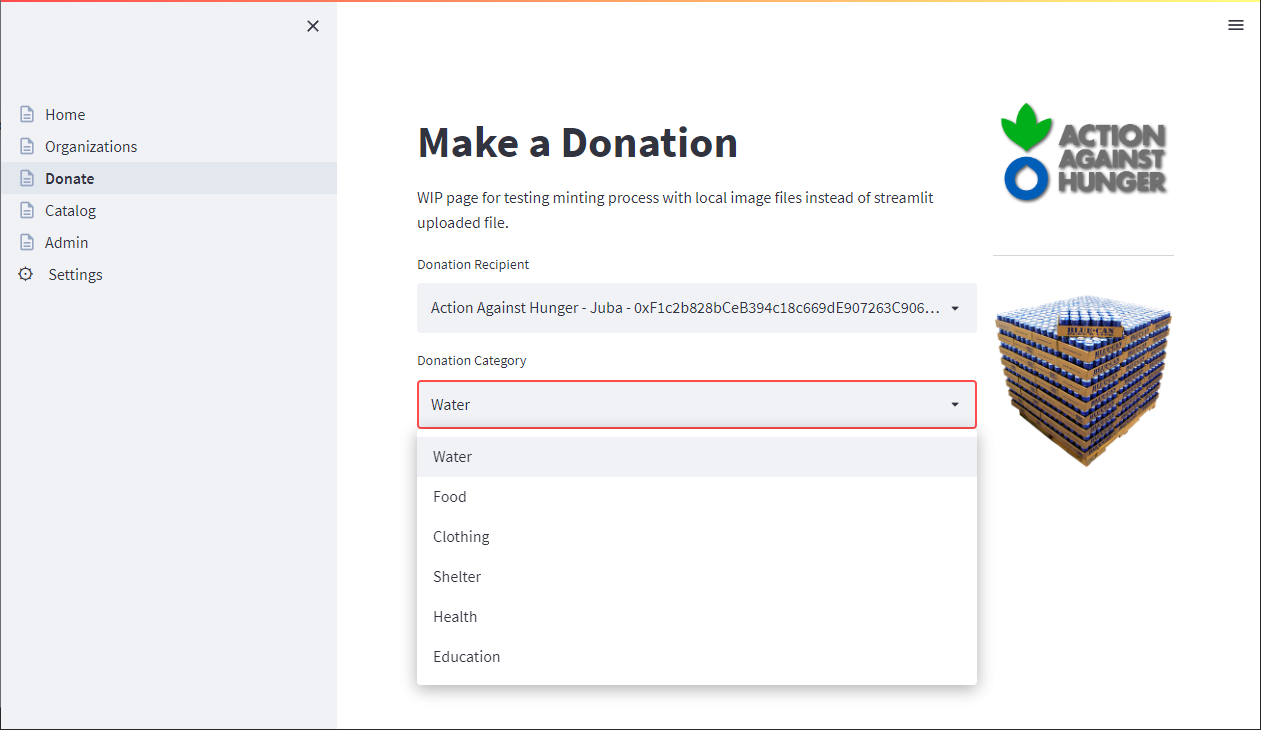 Home
Organizations
Donate
Catalog
Admin
Settings
Make a Donation
WIP page for testing minting process with local image files instead of streamlit
uploaded file.
Donation Recipient
Action Against Hunger - Juba - 0xF1c2b828bCeB394c18c669dE907263C906...
Donation Category
Water
Water
Food
Clothing
Shelter
Health
Education
ACTION
AGAINST
HUNGER
BLUE-CAN